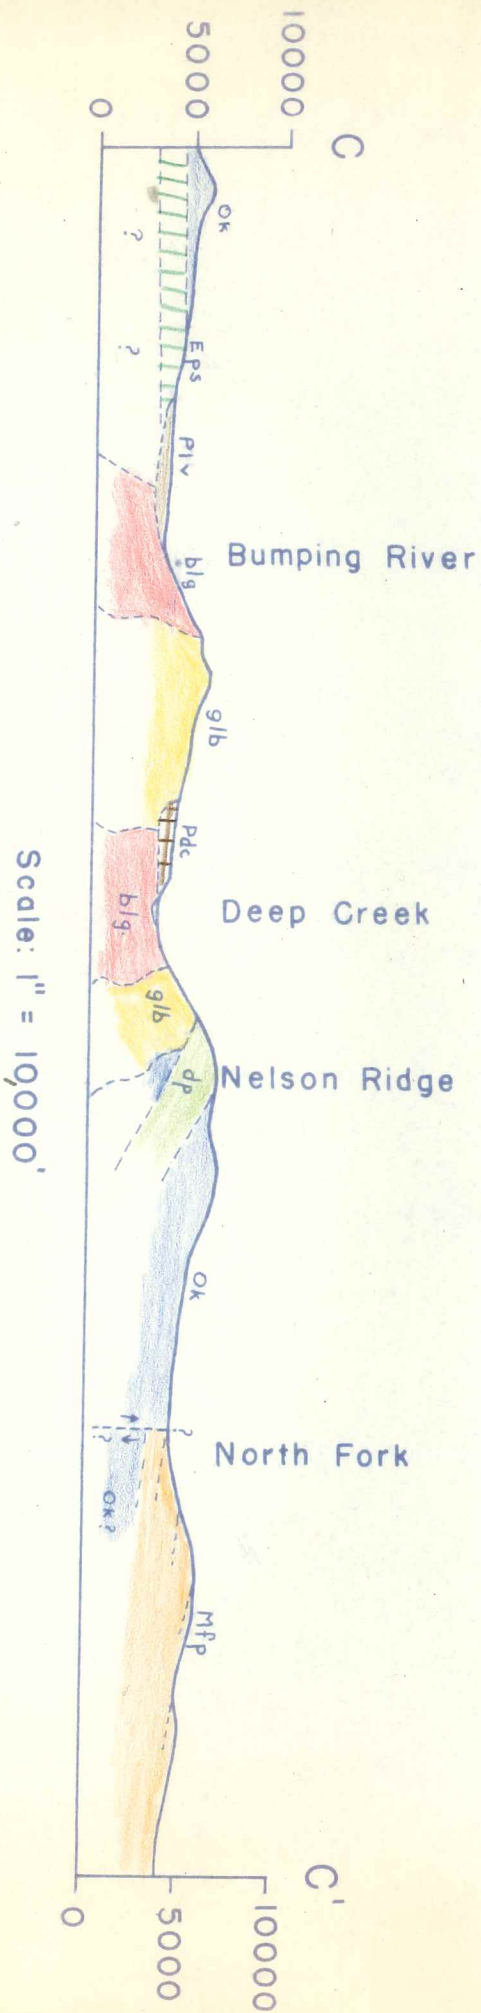 C
10000
5000
0
Ok
?
?
Eps
Plv
Bumping River
blg
glb
Pdc
Deep Creek
blg.
glb
dp
Nelson Ridge
Ok
?
?
North Fork
Ok?
Mfp
C'
10000
5000
0
Scale: 1" = 10,000'